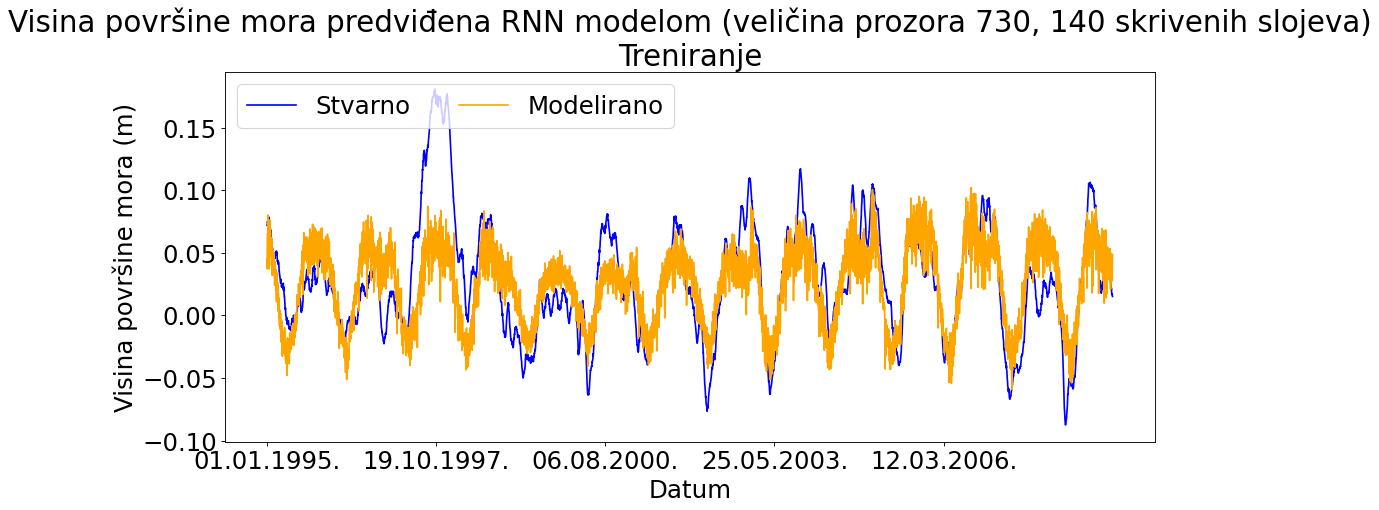 Visina površine mora predviđena RNN modelom (veličina prozora 730, 140 skrivenih slojeva)
Treniranje
Stvarno Modelirano
Visina površine mora (m)
0.15
0.10
0.05
0.00
−0.05
−0.10
01.01.1995. 19.10.1997. 06.08.2000. 25.05.2003. 12.03.2006.
Datum